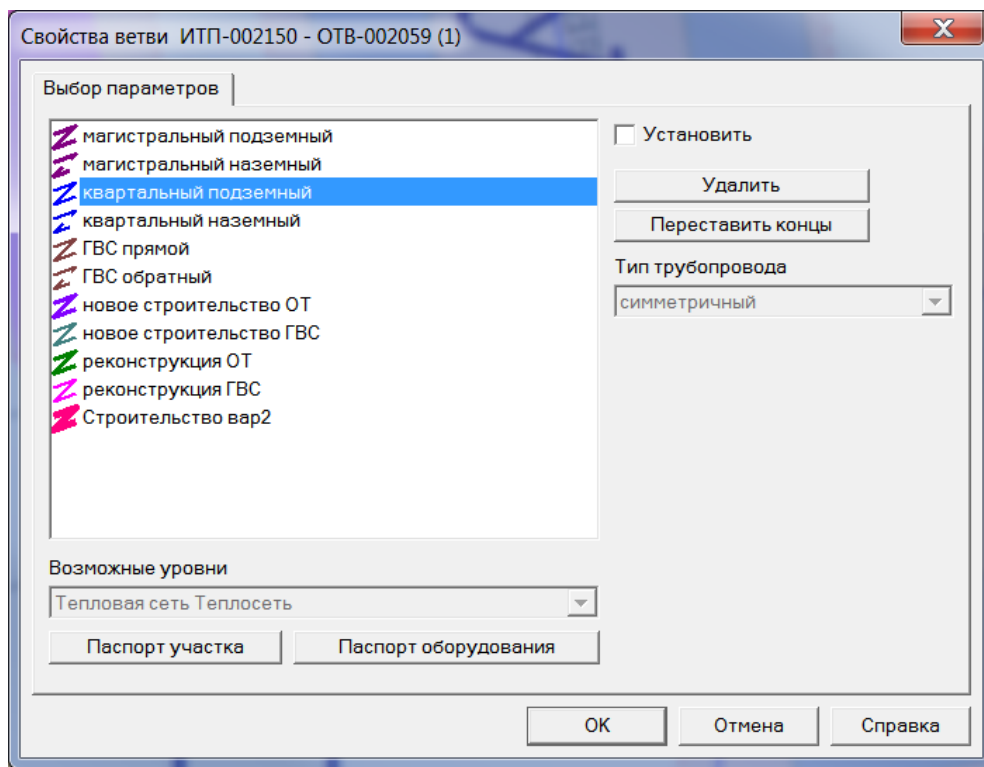 Свойства ветви ИТП-002150 - ОТВ-002059 (1)
Выбор параметров
магистральный подземный
магистральный наземный
квартальный подземный
квартальный наземный
ГВС прямой
ГВС обратный
новое строительство ОТ
новое строительство ГВС
реконструкция ОТ
реконструкция ГВС
Строительство вар2
Установить
Удалить
Переставить концы
Тип трубопровода
симметричный
Возможные уровни
Тепловая сеть Теплосеть
Паспорт участка
Паспорт оборудования
ОК
Отмена
Справка